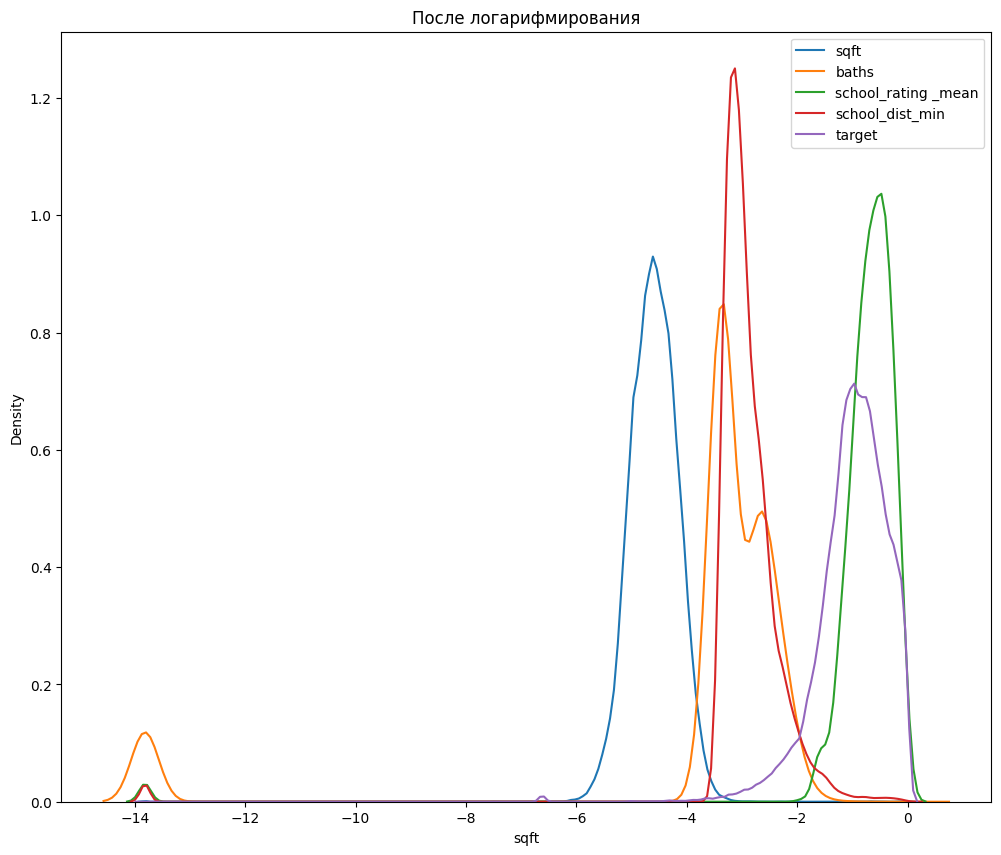 После логарифмирования
sqft
baths
school_rating _mean
school_dist_min
target
Density
1.2
1.0
0.8
0.6
0.4
0.2
0.0
−14
−12
−10
−8
−6
−4
−2
0
sqft